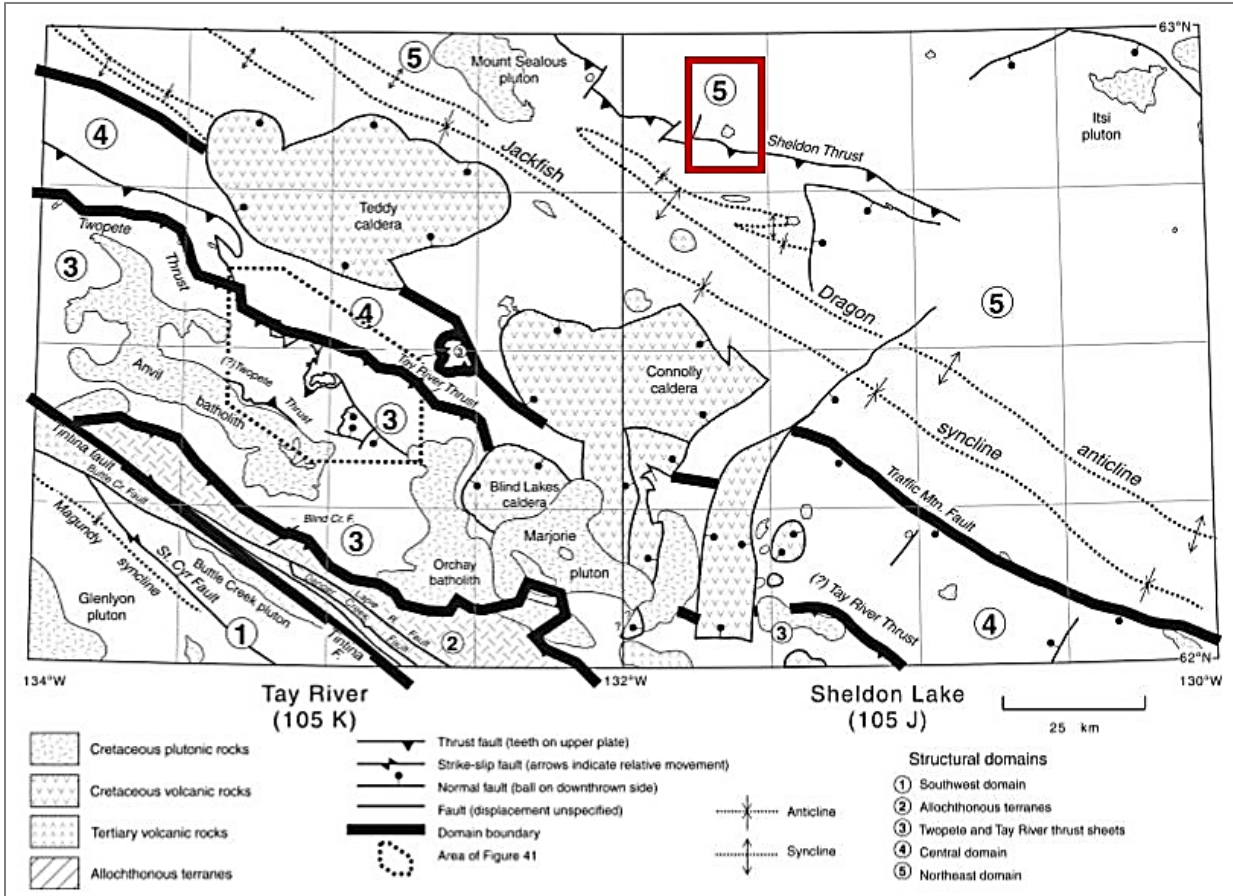 63°N
5
Mount Sealous
pluton
5
Itsi
pluton
4
Jackfish
Sheldon Thrust
Teddy
caldera
Twopete
Thrust
3
4
Dragon
5
(?) Twopete
Thrust
Tay River Thrust
Connolly
caldera
Anvil
batholith
3
syncline
anticline
Tintina fault
Buttle Cr. Fault
Blind Lakes
caldera
Traffic Mtn. Fault
Blind Cr. F.
3
Marjorie
pluton
Magundy
syncline
St. Cyr Fault
Buttle Creek pluton
Orchay
batholith
(?) Tay River Thrust
Glenlyon
pluton
Lapie R. Fault
Creek Fault
?
3
1
Tintina
F.
2
4
62°N
134°W
132°W
130°W
Tay River
(105 K)
Sheldon Lake
(105 J)
25 km
Cretaceous plutonic rocks
Cretaceous volcanic rocks
Tertiary volcanic rocks
Allochthonous terranes
Thrust fault (teeth on upper plate)
Strike-slip fault (arrows indicate relative movement)
Normal fault (ball on downthrown side)
Fault (displacement unspecified)
Domain boundary
Area of Figure 41
Anticline
Syncline
Structural domains
1 Southwest domain
2 Allochthonous terranes
3 Twopete and Tay River thrust sheets
4 Central domain
5 Northeast domain